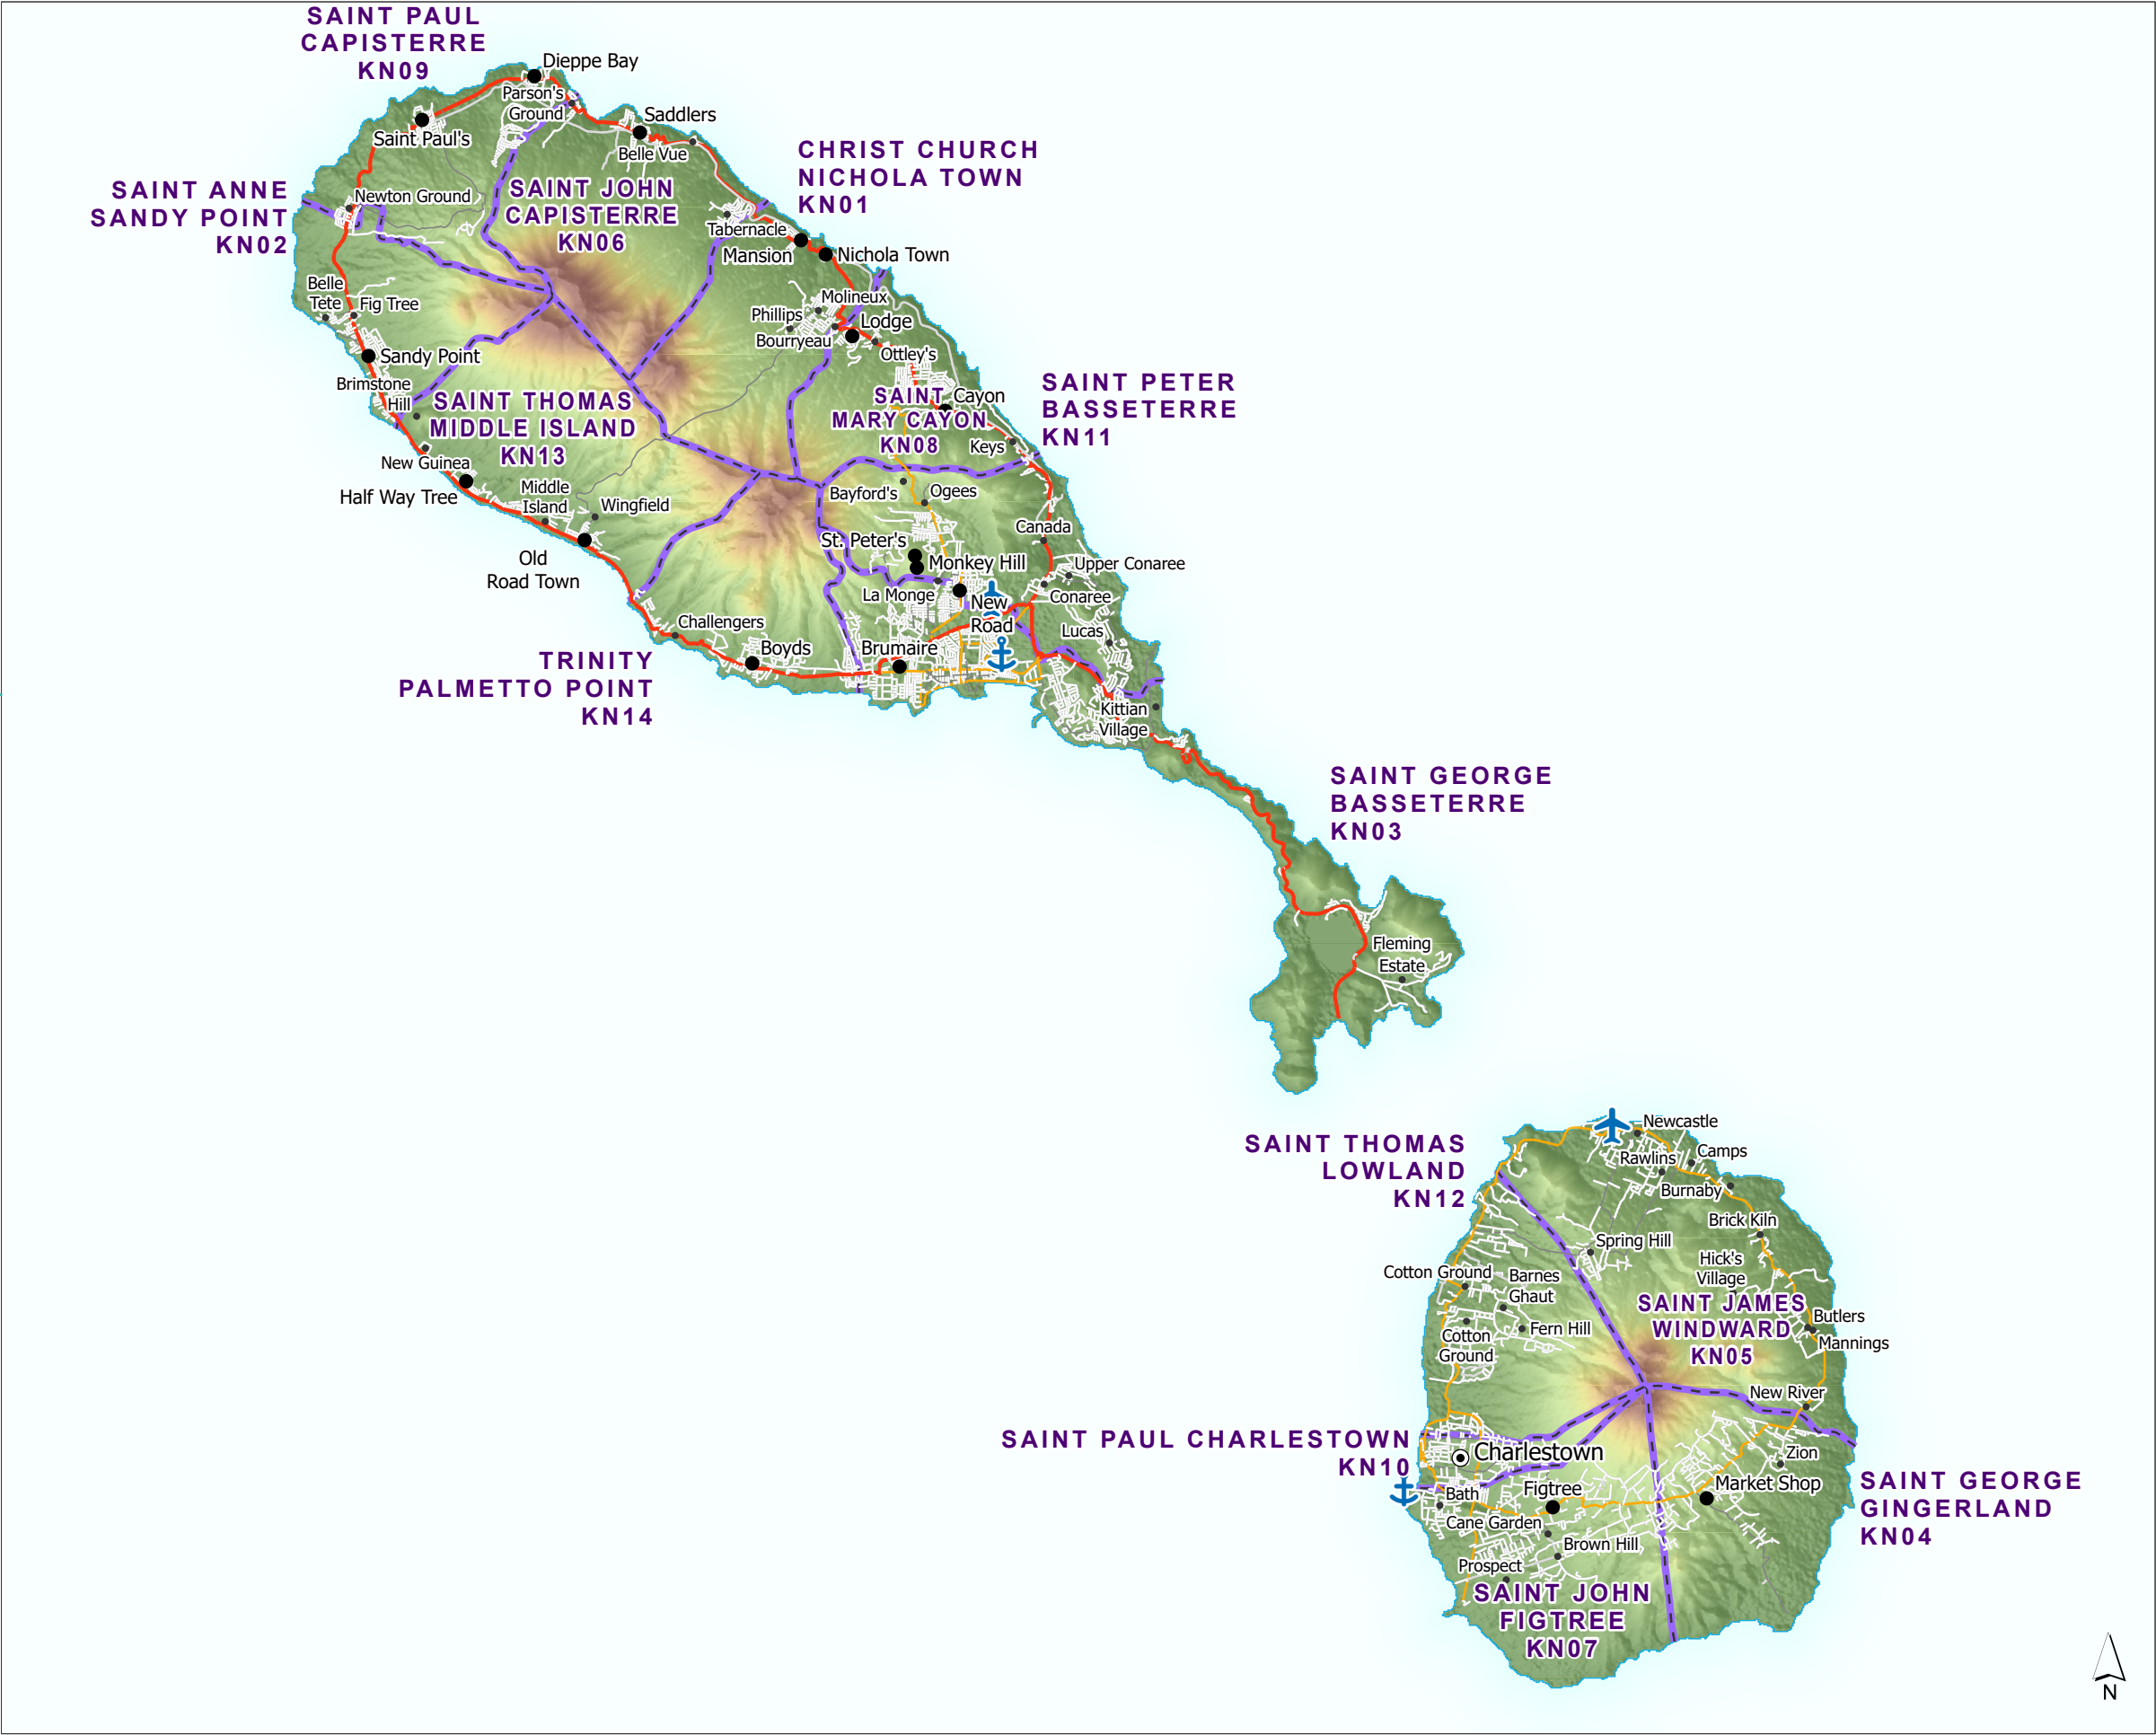 SAINT PAUL
CAPISTERRE
KN09
Dieppe Bay
Parson's
Ground
Saddlers
Saint Paul's
Belle Vue
CHRIST CHURCH
NICHOLA TOWN
KN01
SAINT ANNE
SANDY POINT
KN02
Newton Ground
SAINT JOHN
CAPISTERRE
KN06
Tabernacle
Mansion
Nichola Town
Belle
Tete
Fig Tree
Molineux
Phillips
Lodge
Bourryeau
Ottley's
Sandy Point
Brimstone
Hill
SAINT THOMAS
MIDDLE ISLAND
KN13
SAINT
MARY CAYON
KN08
Cayon
SAINT PETER
BASSETERRE
KN11
Keys
New Guinea
Half Way Tree
Middle
Island
Wingfield
Bayford's
Ogees
Canada
St. Peter's
Monkey Hill
Upper Conaree
Old
Road Town
La Monge
New
Road
Conaree
Challengers
Lucas
Boyds
Brumaire
TRINITY
PALMETTO POINT
KN14
Kittian
Village
SAINT GEORGE
BASSETERRE
KN03
Fleming
Estate
Newcastle
SAINT THOMAS
LOWLAND
KN12
Rawlins
Camps
Burnaby
Brick Kiln
Spring Hill
Hick's
Village
Cotton Ground
Barnes
Ghaut
SAINT JAMES
WINDWARD
KN05
Butlers
Mannings
Fern Hill
Cotton
Ground
New River
SAINT PAUL CHARLESTOWN
KN10
Charlestown
Zion
Market Shop
SAINT GEORGE
GINGERLAND
KN04
Bath
Figtree
Cane Garden
Brown Hill
Prospect
SAINT JOHN
FIGTREE
KN07
N